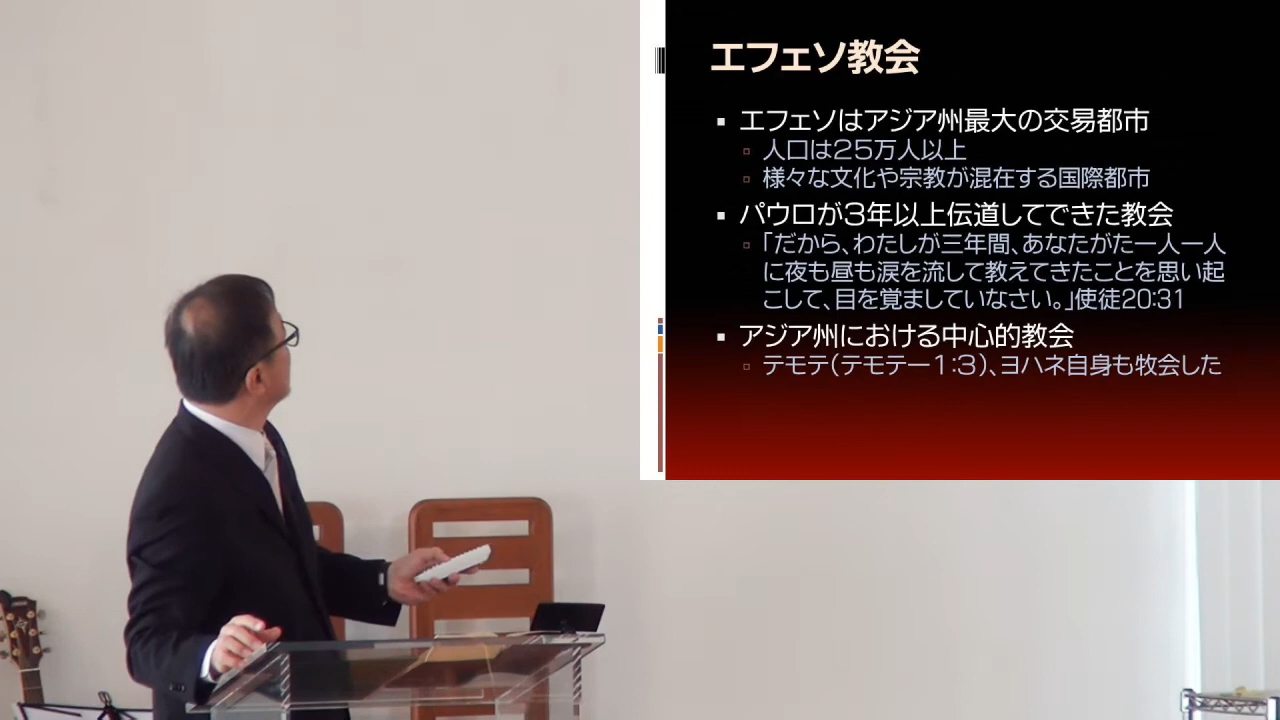 エフェソ教会
エフェソはアジア州最大の交易都市
人口は25万人以上
様々な文化や宗教が混在する国際都市
パウロが3年以上伝道してできた教会
「だから、わたしが三年間、あなたがた一人一人
に夜も昼も涙を流して教えてきたことを思い起
こして、目を覚ましていなさい。」使徒20:31
アジア州における中心的教会
テモテ(テモテ一1:3)、ヨハネ自身も牧会した